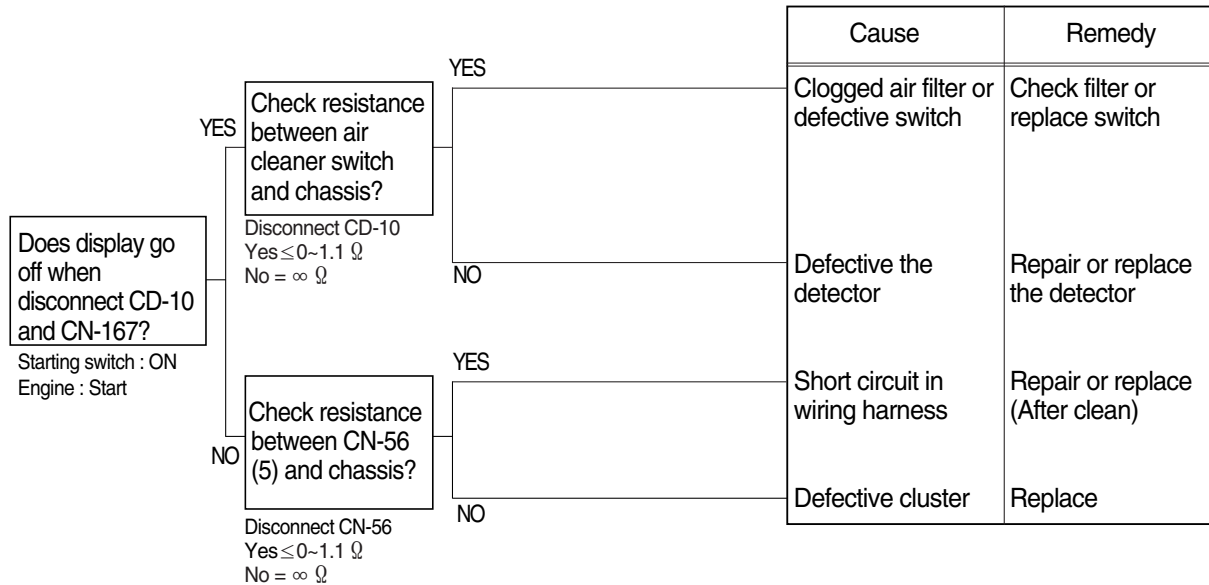 Does display go
off when
disconnect CD-10
and CN-167?
Starting switch : ON
Engine : Start
YES
Check resistance
between air
cleaner switch
and chassis?
Disconnect CD-10
Yes≤0~1.1 Ω
No = ∞ Ω
NO
Check resistance
between CN-56
(5) and chassis?
Disconnect CN-56
Yes≤0~1.1 Ω
No = ∞ Ω
YES
NO
YES
NO
Cause
Remedy
Clogged air filter or
defective switch
Check filter or
replace switch
Defective the
detector
Repair or replace
the detector
Short circuit in
wiring harness
Repair or replace
(After clean)
Defective cluster
Replace